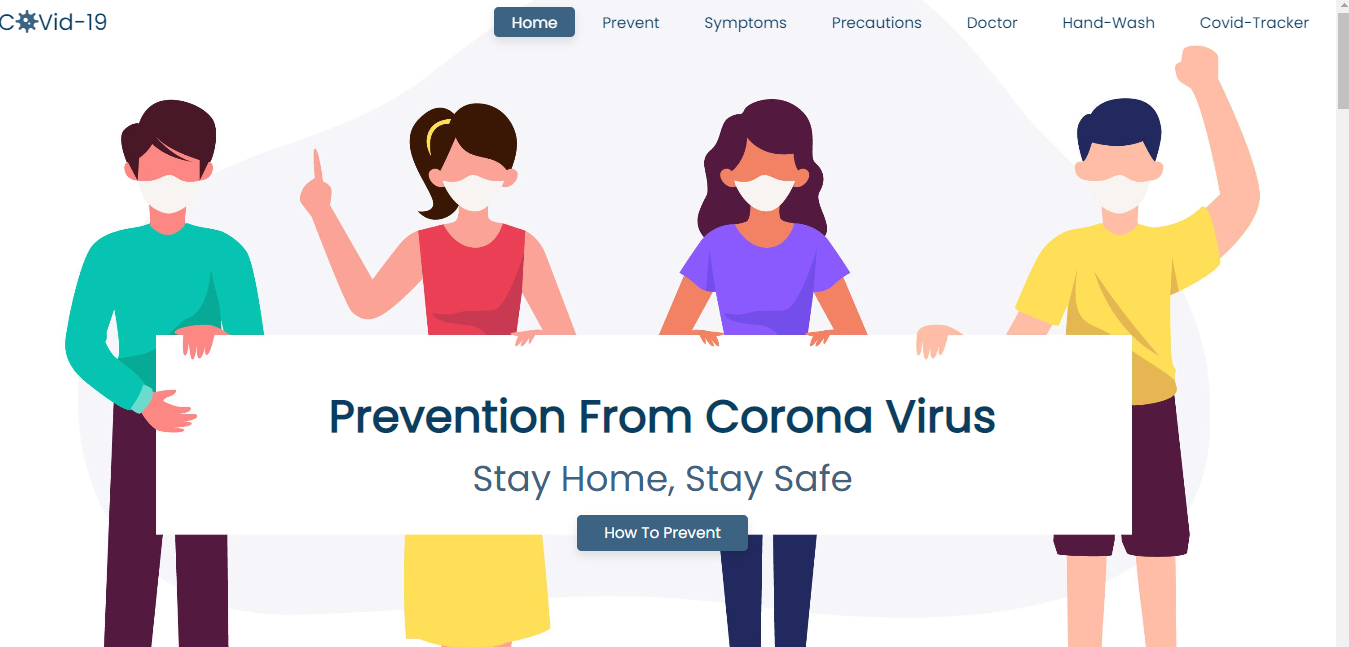 COVid-19 Home Prevent Symptoms Precautions Doctor Hand-Wash Covid-Tracker
Prevention From Corona Virus
Stay Home, Stay Safe
How To Prevent